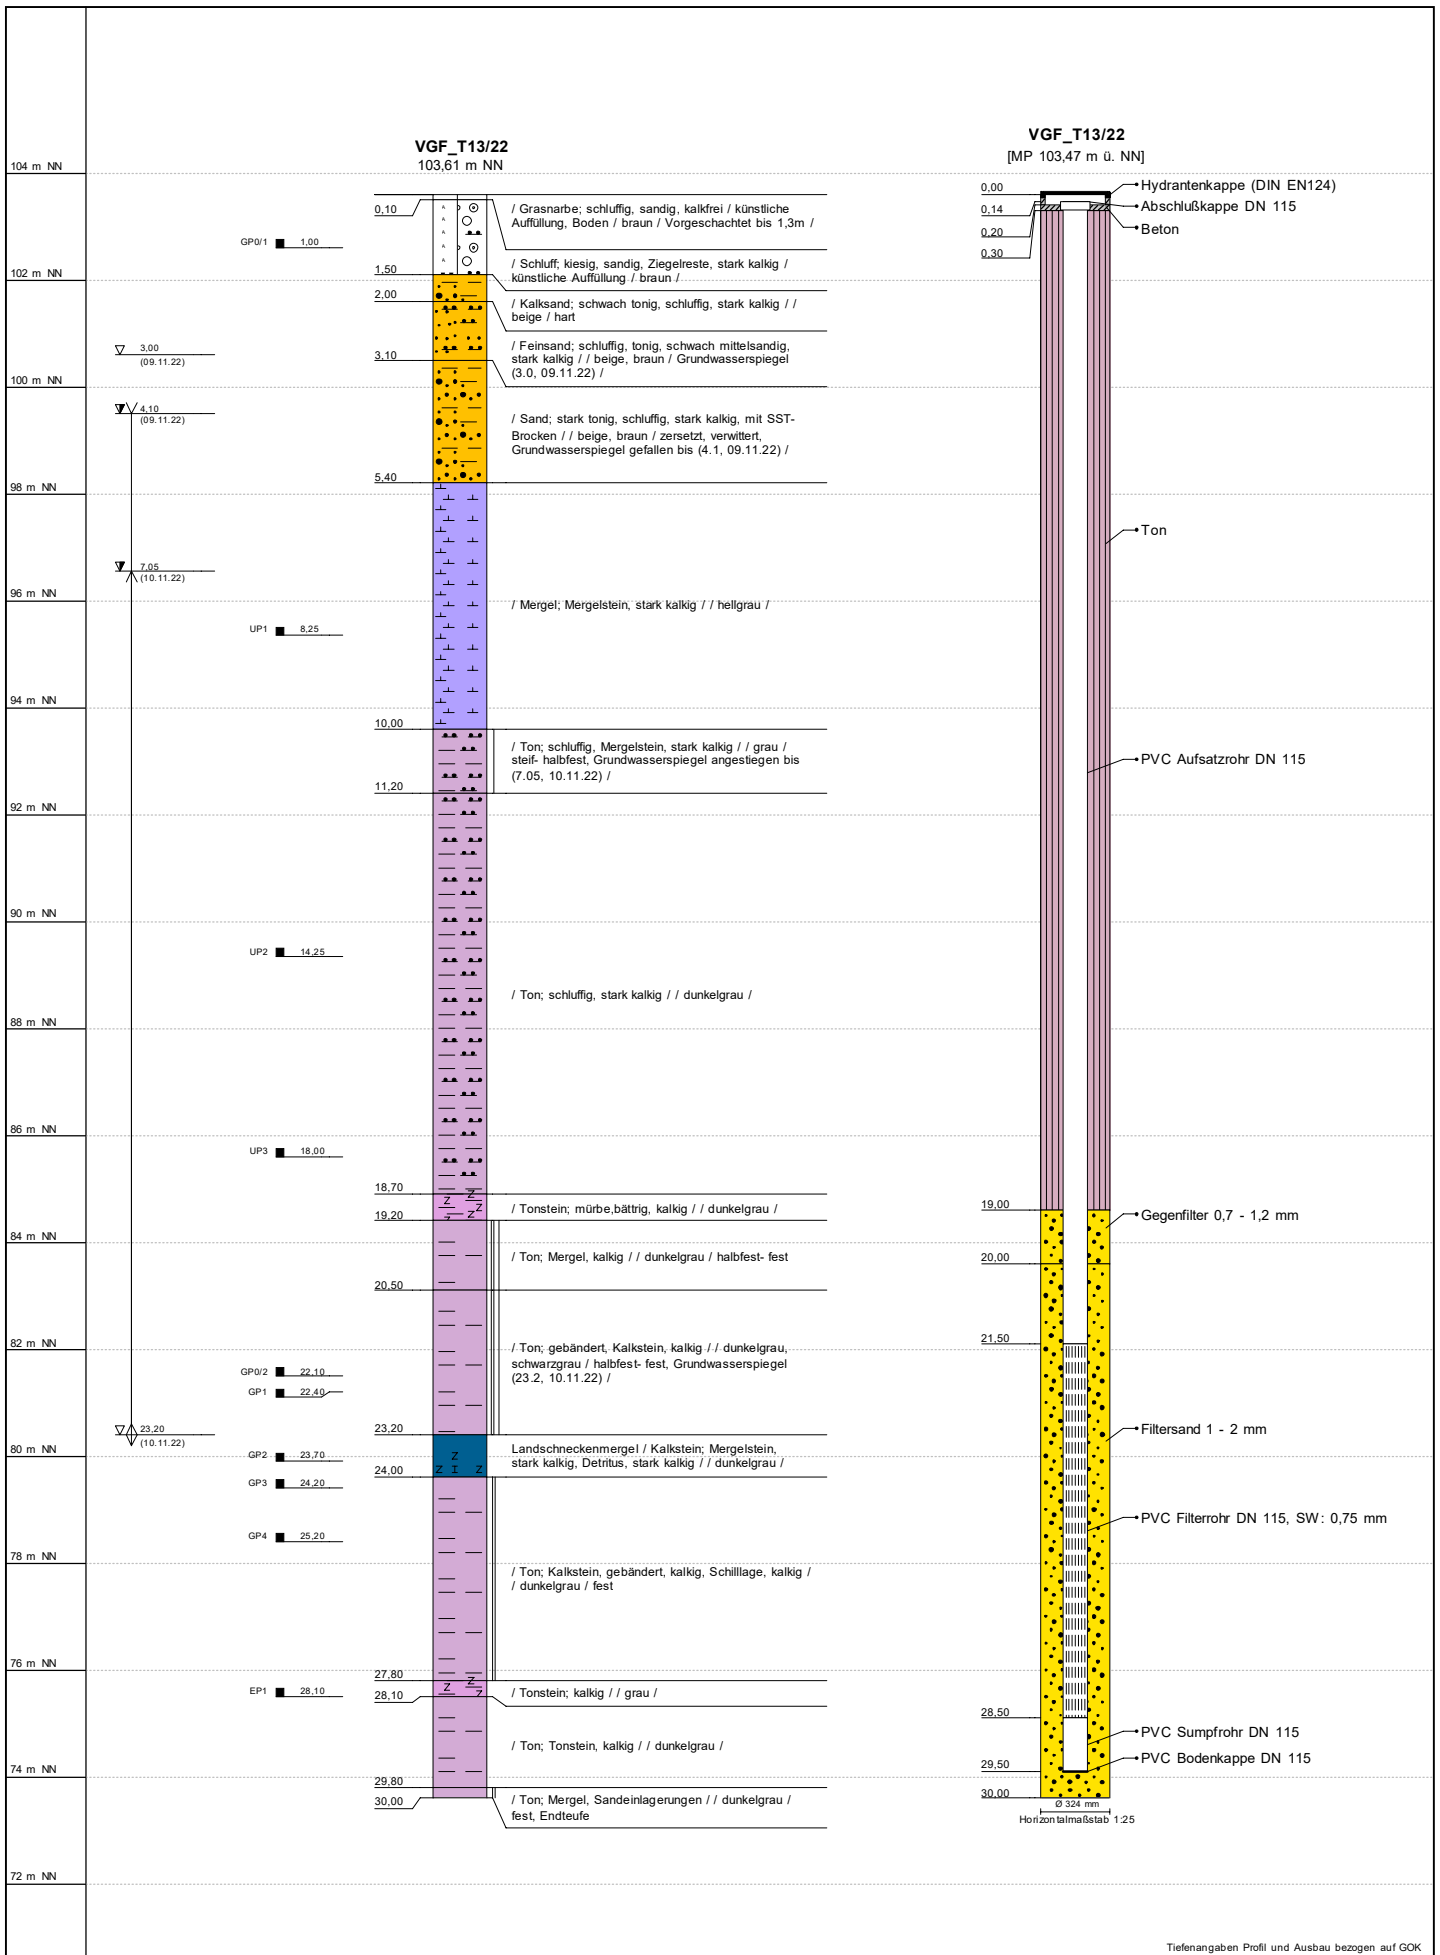 VGF_T13/22
103,61 m NN
VGF_T13/22
[MP 103,47 m ü. NN]
104 m NN
102 m NN
100 m NN
98 m NN
96 m NN
94 m NN
92 m NN
90 m NN
88 m NN
86 m NN
84 m NN
82 m NN
80 m NN
78 m NN
76 m NN
74 m NN
72 m NN
3,00
(09.11.22)
4,10
(09.11.22)
7,05
(10.11.22)
23,20
(10.11.22)
GP0/1 1,00
UP1 8,25
UP2 14,25
UP3 18,00
GP0/2 22,10
GP1 22,40
GP2 23,70
GP3 24,20
GP4 25,20
EP1 28,10
0,10
1,50
2,00
3,10
5,40
10,00
11,20
18,70
19,20
20,50
23,20
24,00
27,80
28,10
29,80
30,00
/ Grasnarbe; schluffig, sandig, kalkfrei / künstliche
Auffüllung, Boden / braun / Vorgeschachtet bis 1,3m /
/ Schluff; kiesig, sandig, Ziegelreste, stark kalkig /
künstliche Auffüllung / braun /
/ Kalksand; schwach tonig, schluffig, stark kalkig / /
beige / hart
/ Feinsand; schluffig, tonig, schwach mittelsandig,
stark kalkig / / beige, braun / Grundwasserspiegel
(3.0, 09.11.22) /
/ Sand; stark tonig, schluffig, stark kalkig, mit SST-
Brocken / / beige, braun / zersetzt, verwittert,
Grundwasserspiegel gefallen bis (4.1, 09.11.22) /
/ Mergel; Mergelstein, stark kalkig / / hellgrau /
/ Ton; schluffig, Mergelstein, stark kalkig / / grau /
steif- halbfest, Grundwasserspiegel angestiegen bis
(7.05, 10.11.22) /
/ Ton; schluffig, stark kalkig / / dunkelgrau /
/ Tonstein; mürbe,bättrig, kalkig / / dunkelgrau /
/ Ton; Mergel, kalkig / / dunkelgrau / halbfest- fest
/ Ton; gebändert, Kalkstein, kalkig / / dunkelgrau,
schwarzgrau / halbfest- fest, Grundwasserspiegel
(23.2, 10.11.22) /
Landschneckenmergel / Kalkstein; Mergelstein,
stark kalkig, Detritus, stark kalkig / / dunkelgrau /
/ Ton; Kalkstein, gebändert, kalkig, Schilllage, kalkig /
/ dunkelgrau / fest
/ Tonstein; kalkig / / grau /
/ Ton; Tonstein, kalkig / / dunkelgrau /
/ Ton; Mergel, Sandeinlagerungen / / dunkelgrau /
fest, Endteufe
0,00
0,14
0,20
0,30
19,00
20,00
21,50
28,50
29,50
30,00
Hydrantenkappe (DIN EN124)
Abschlußkappe DN 115
Beton
Ton
PVC Aufsatzrohr DN 115
Gegenfilter 0,7 - 1,2 mm
Filtersand 1 - 2 mm
PVC Filterrohr DN 115, SW: 0,75 mm
PVC Sumpfrohr DN 115
PVC Bodenkappe DN 115
Ø 324 mm
Horizontalmaßstab 1:25
Tiefenangaben Profil und Ausbau bezogen auf GOK